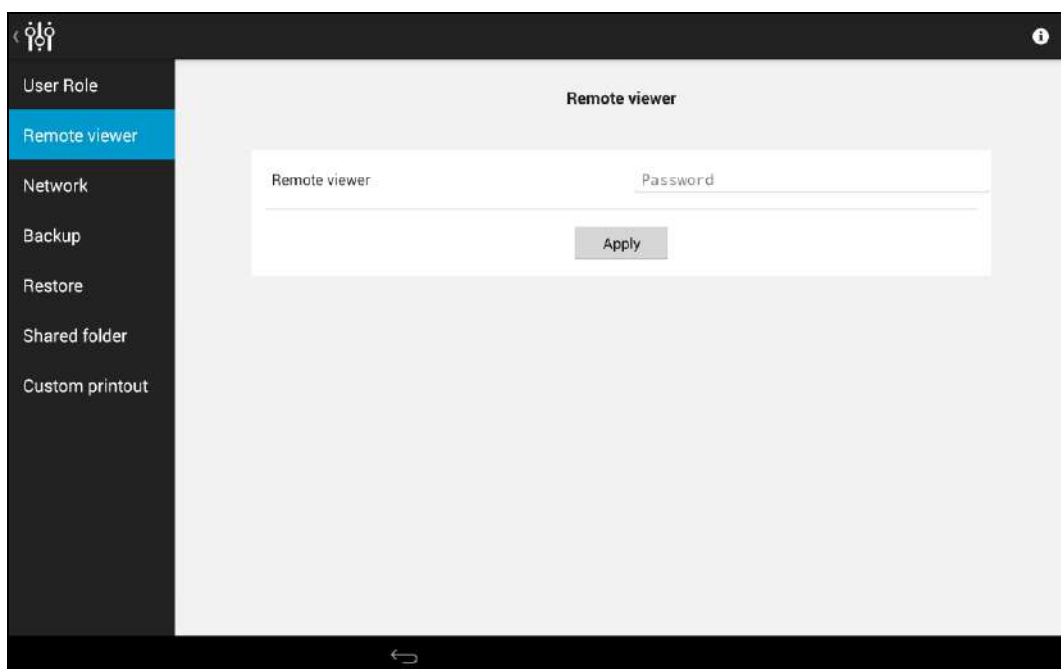 User Role
Remote viewer
Network
Backup
Restore
Shared folder
Custom printout
Remote viewer
Remote viewer
Password
Apply